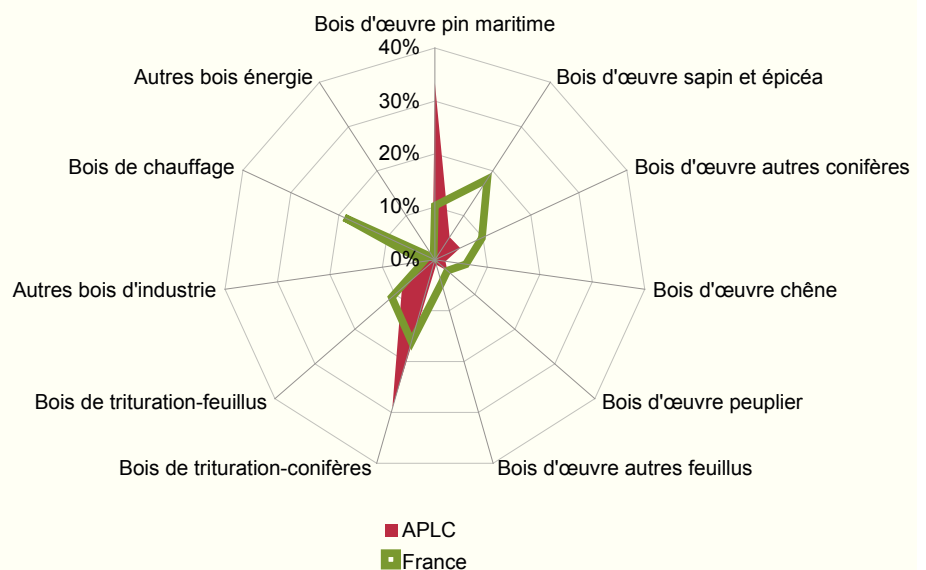 Bois d'œuvre pin maritime
40%
Autres bois énergie
Bois d'œuvre sapin et épicéa
30%
Bois de chauffage
20%
Bois d'œuvre autres conifères
10%
0%
Autres bois d'industrie
Bois d'œuvre chêne
Bois de trituration-feuillus
Bois d'œuvre peuplier
Bois de trituration-conifères
Bois d'œuvre autres feuillus
APLC
France